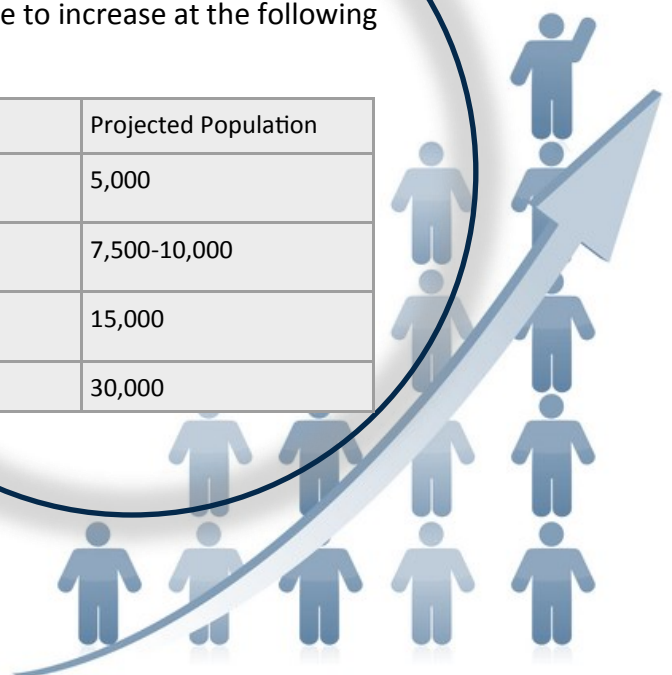 e to increase at the following
Projected Population
5,000
7,500-10,000
15,000
30,000